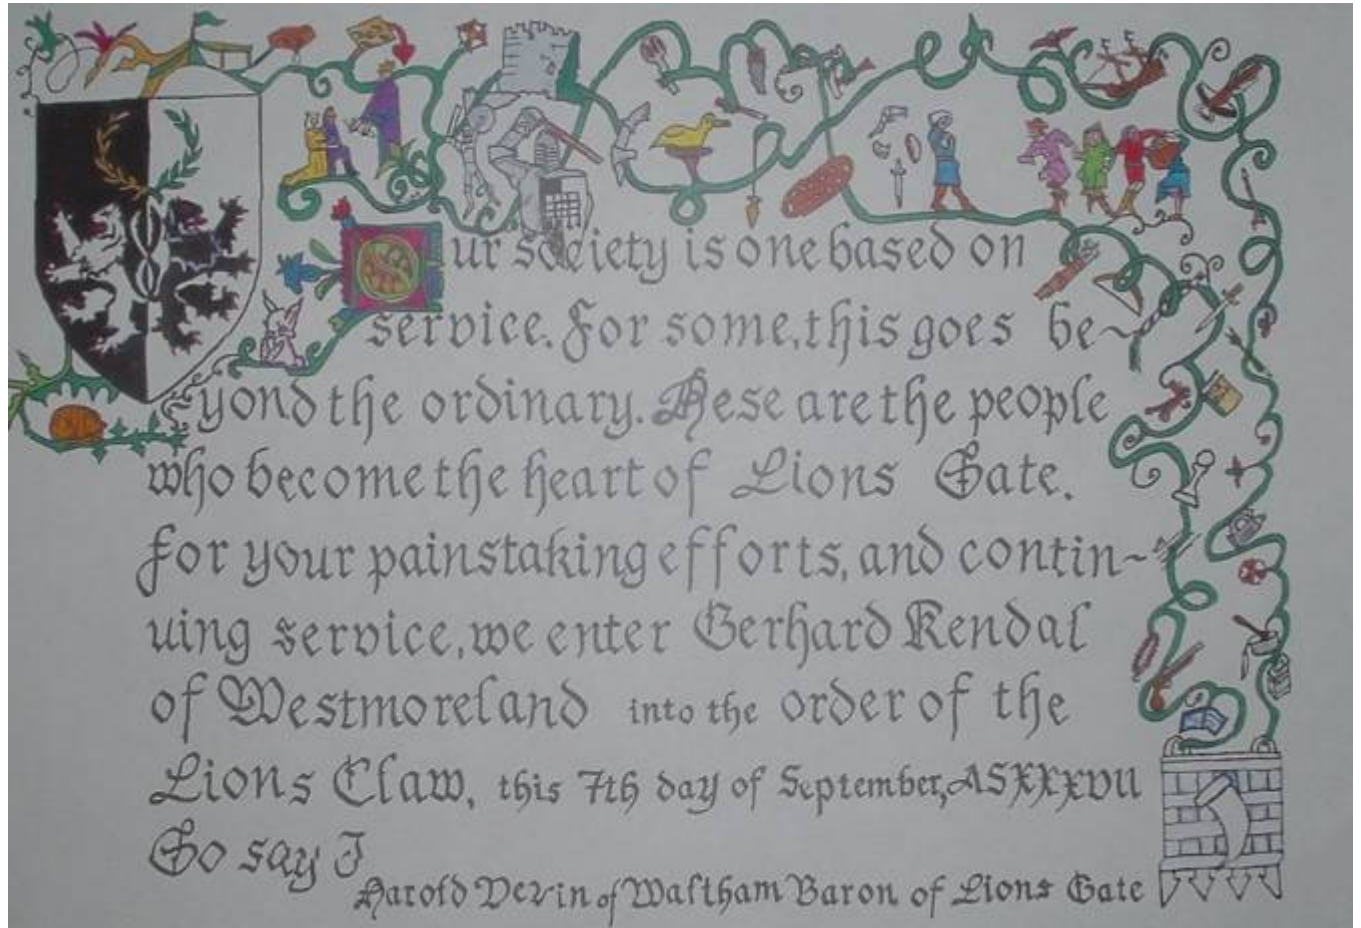 Our society is one based on
service. For some, this goes be~
yond the ordinary. These are the people
who become the heart of Lions Gate.
For your painstaking efforts, and contin~
uing service, we enter Gerhard Kendal
of Westmoreland into the order of the
Lions Claw, this 7th day of September, AS XXXVII
So say I
Harold Devin of Waltham Baron of Lions Gate